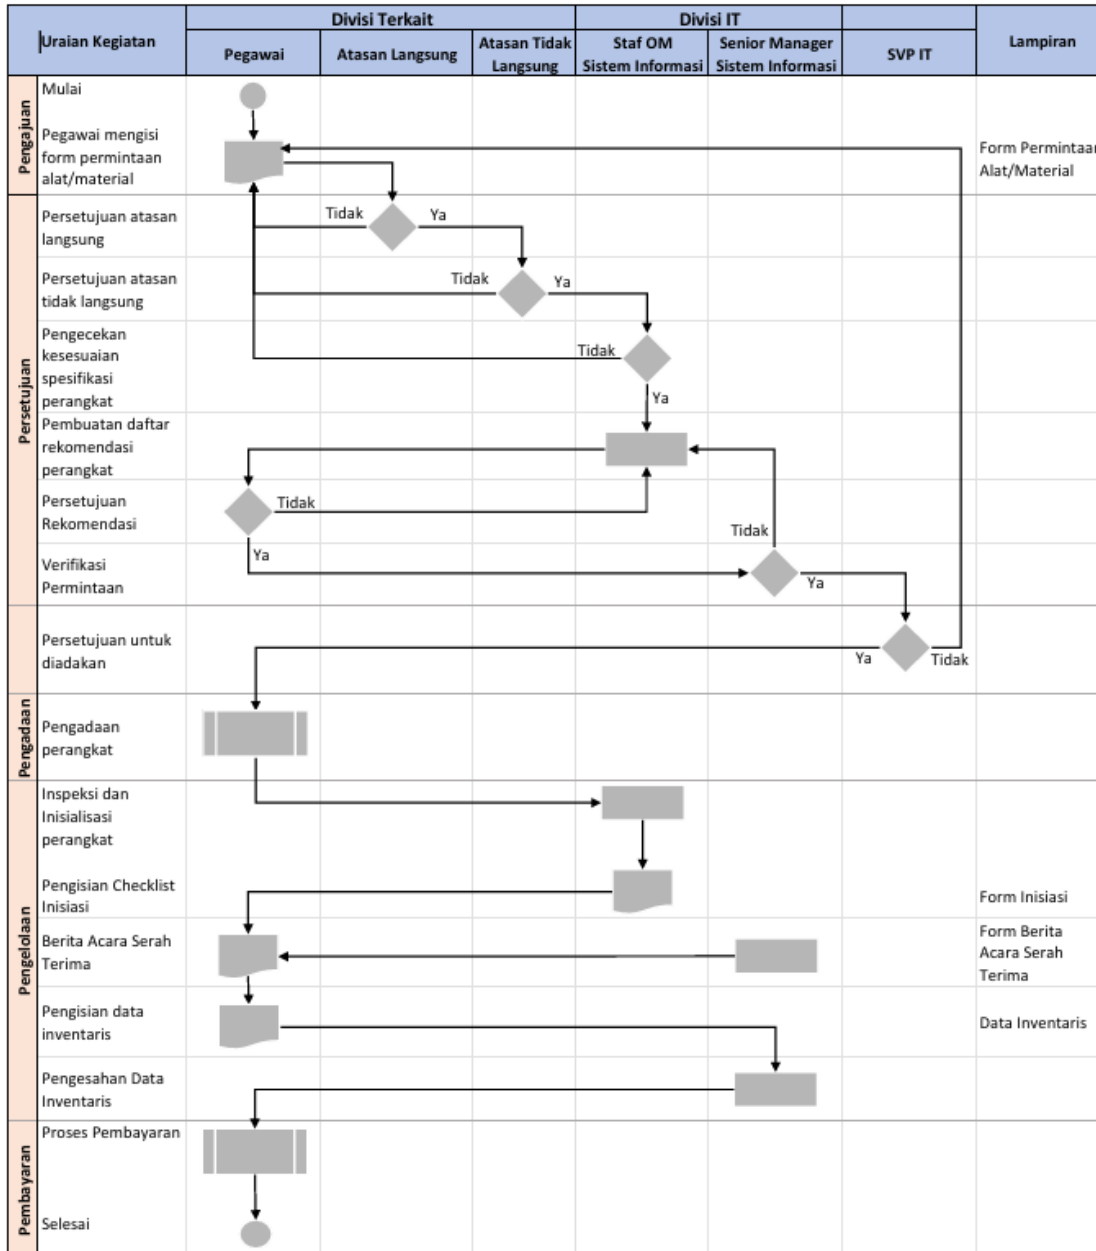 Uraian Kegiatan
Divisi Terkait
Divisi IT
Pegawai
Atasan Langsung
Atasan Tidak
Langsung
Staf OM
Sistem Informasi
Senior Manager
Sistem Informasi
SVP IT
Lampiran
Pengajuan
Mulai
Pegawai mengisi
form permintaan
alat/material
Form Permintaan
Alat/Material
Persetujuan
Persetujuan atasan
langsung
Tidak
Ya
Persetujuan atasan
tidak langsung
Tidak
Ya
Pengecekan
kesesuaian
spesifikasi
perangkat
Tidak
Ya
Pembuatan daftar
rekomendasi
perangkat
Persetujuan
Rekomendasi
Tidak
Ya
Verifikasi
Permintaan
Tidak
Ya
Persetujuan untuk
diadakan
Ya
Tidak
Pengadaan
Pengadaan
perangkat
Pengelolaan
Inspeksi dan
Inisialisasi
perangkat
Pengisian Checklist
Inisiasi
Form Inisiasi
Berita Acara Serah
Terima
Form Berita
Acara Serah
Terima
Pengisian data
inventaris
Data Inventaris
Pengesahan Data
Inventaris
Pembayaran
Proses Pembayaran
Selesai